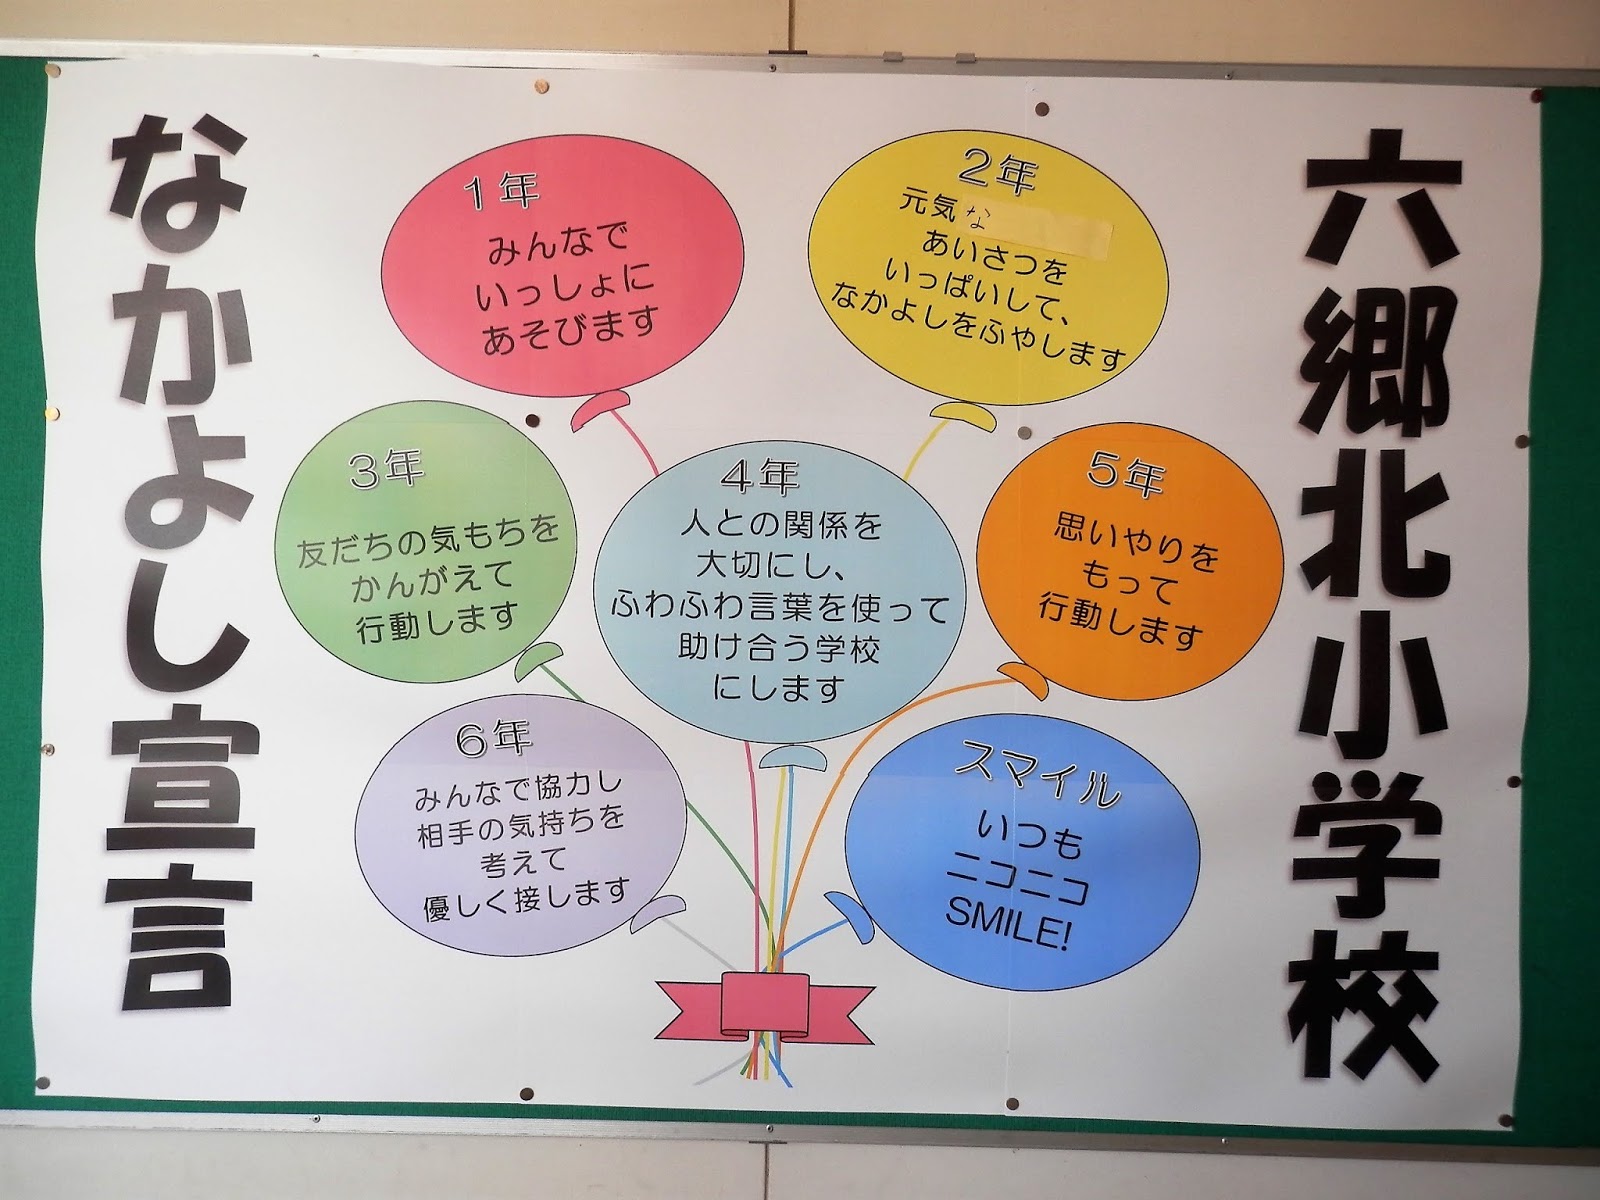 六郷北小学校
なかよし宣言
1年
みんなで
いっしょに
あそびます
2年
元気な
あいさつを
いっぱいして、
なかよしをふやします
3年
友だちの気もちを
かんがえて
行動します
4年
人との関係を
大切にし、
ふわふわ言葉を使って
助け合う学校
にします
5年
思いやりを
もって
行動します
6年
みんなで協力し
相手の気持ちを
考えて
優しく接します
スマイル
いつも
ニコニコ
SMILE!